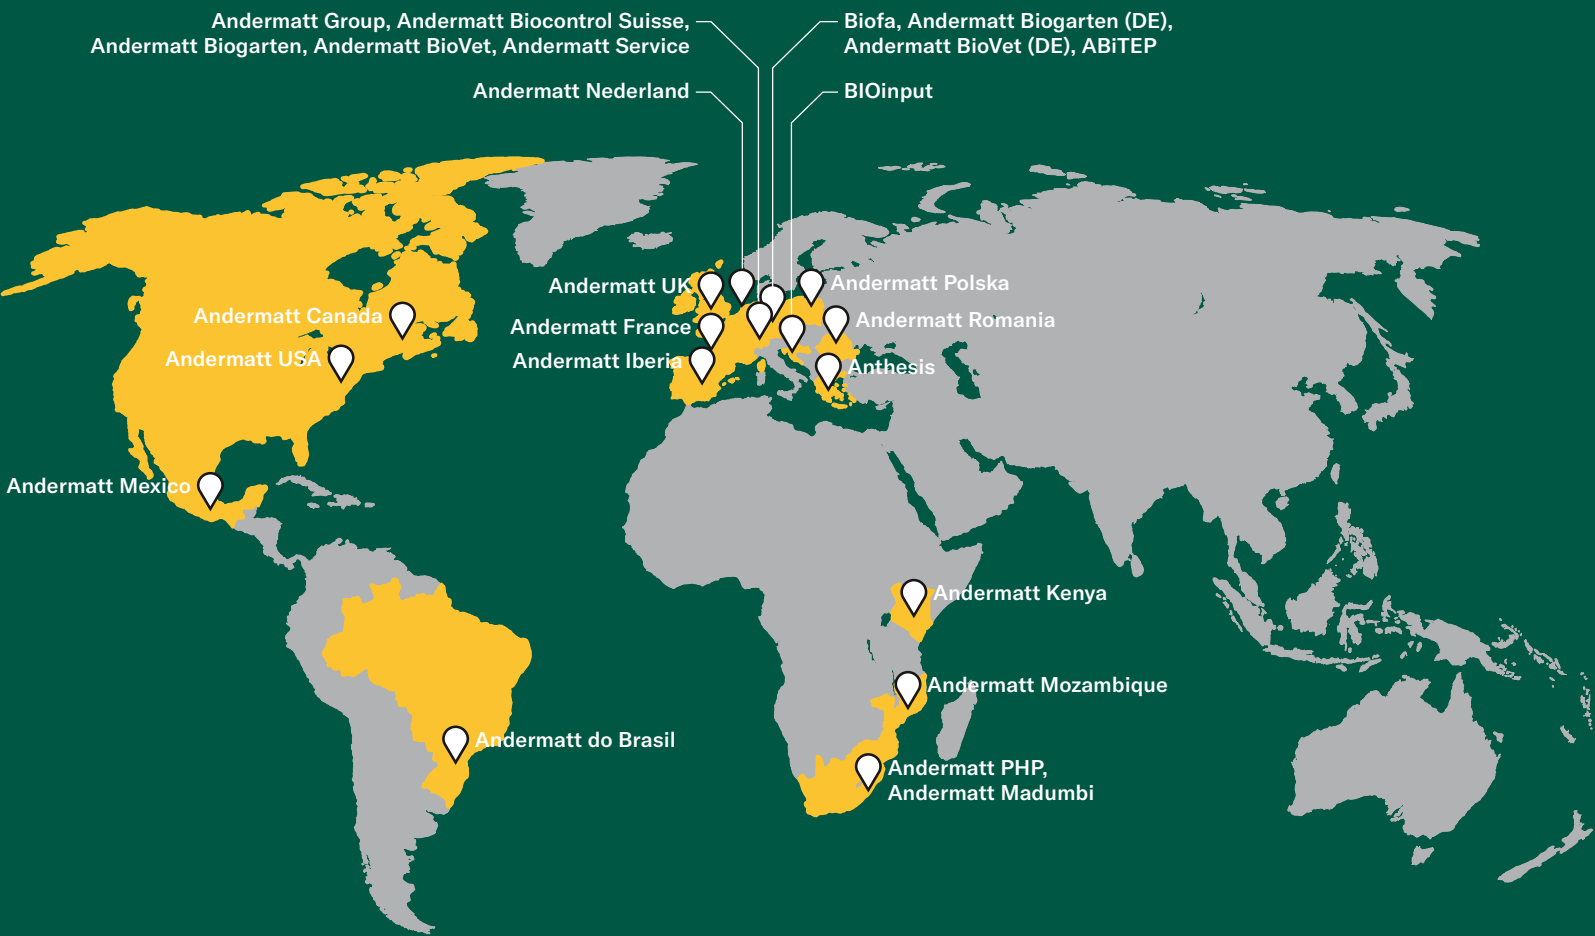 Andermatt Group, Andermatt Biocontrol Suisse,
Andermatt Biogarten, Andermatt BioVet, Andermatt Service
Biofa, Andermatt Biogarten (DE),
Andermatt BioVet (DE), ABiTEP
Andermatt Nederland
BIOinput
Andermatt UK
Andermatt Polska
Andermatt Canada
Andermatt France
Andermatt Romania
Andermatt USA
Andermatt Iberia
Anthesis
Andermatt Mexico
Andermatt Kenya
Andermatt Mozambique
Andermatt do Brasil
Andermatt PHP,
Andermatt Madumbi